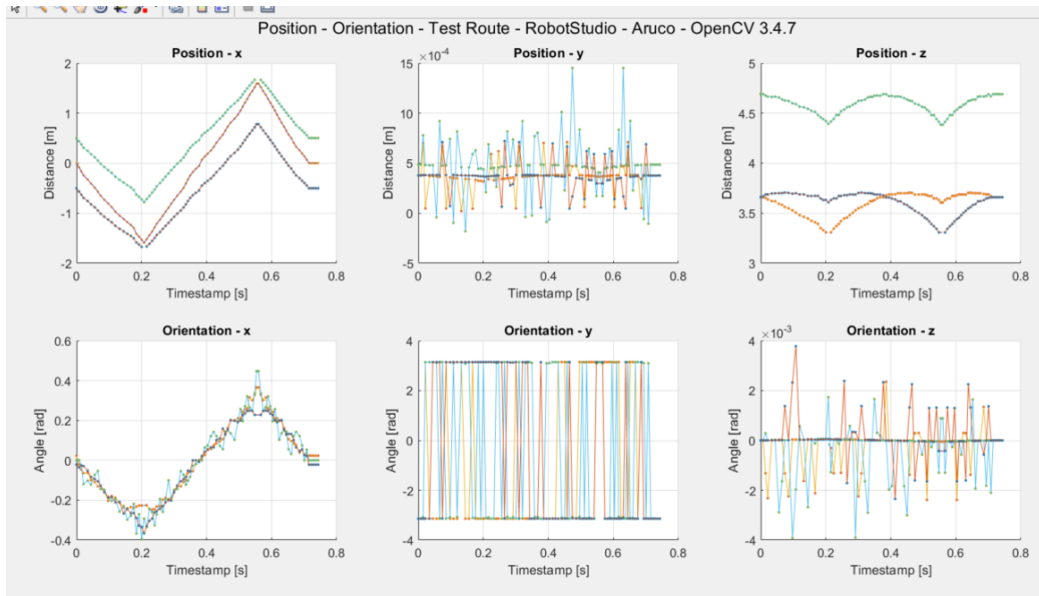 Position - Orientation - Test Route - RobotStudio - Aruco - OpenCV 3.4.7
Position - x
Distance [m]
2
1
0
-1
-2
0 0.2 0.4 0.6 0.8
Timestamp [s]
Position - y
×10⁻⁴
Distance [m]
15
10
5
0
-5
0 0.2 0.4 0.6 0.8
Timestamp [s]
Position - z
Distance [m]
5
4.5
4
3.5
3
0 0.2 0.4 0.6 0.8
Timestamp [s]
Orientation - x
Angle [rad]
0.6
0.4
0.2
0
-0.2
-0.4
0 0.2 0.4 0.6 0.8
Timestamp [s]
Orientation - y
Angle [rad]
4
2
0
-2
-4
0 0.2 0.4 0.6 0.8
Timestamp [s]
Orientation - z
×10⁻³
Angle [rad]
4
2
0
-2
-4
0 0.2 0.4 0.6 0.8
Timestamp [s]